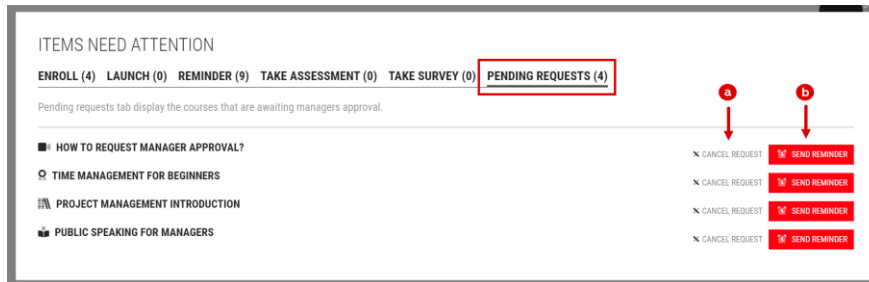 ITEMS NEED ATTENTION
ENROLL (4) LAUNCH (0) REMINDER (9) TAKE ASSESSMENT (0) TAKE SURVEY (0) PENDING REQUESTS (4)
Pending requests tab display the courses that are awaiting managers approval.
a b
HOW TO REQUEST MANAGER APPROVAL? CANCEL REQUEST SEND REMINDER
TIME MANAGEMENT FOR BEGINNERS CANCEL REQUEST SEND REMINDER
PROJECT MANAGEMENT INTRODUCTION CANCEL REQUEST SEND REMINDER
PUBLIC SPEAKING FOR MANAGERS CANCEL REQUEST SEND REMINDER